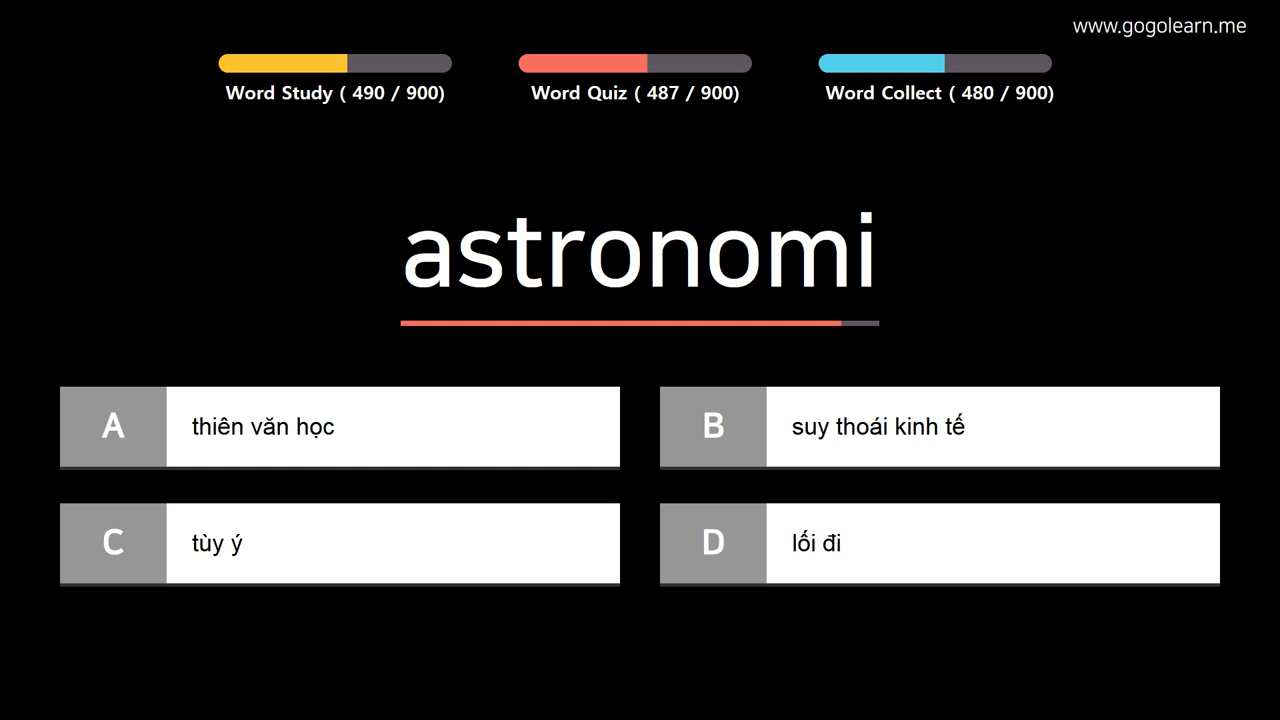 www.gogolearn.me
Word Study ( 490 / 900)
Word Quiz ( 487 / 900)
Word Collect ( 480 / 900)
astronomi
A
thiên văn học
B
suy thoái kinh tế
C
tùy ý
D
lối đi